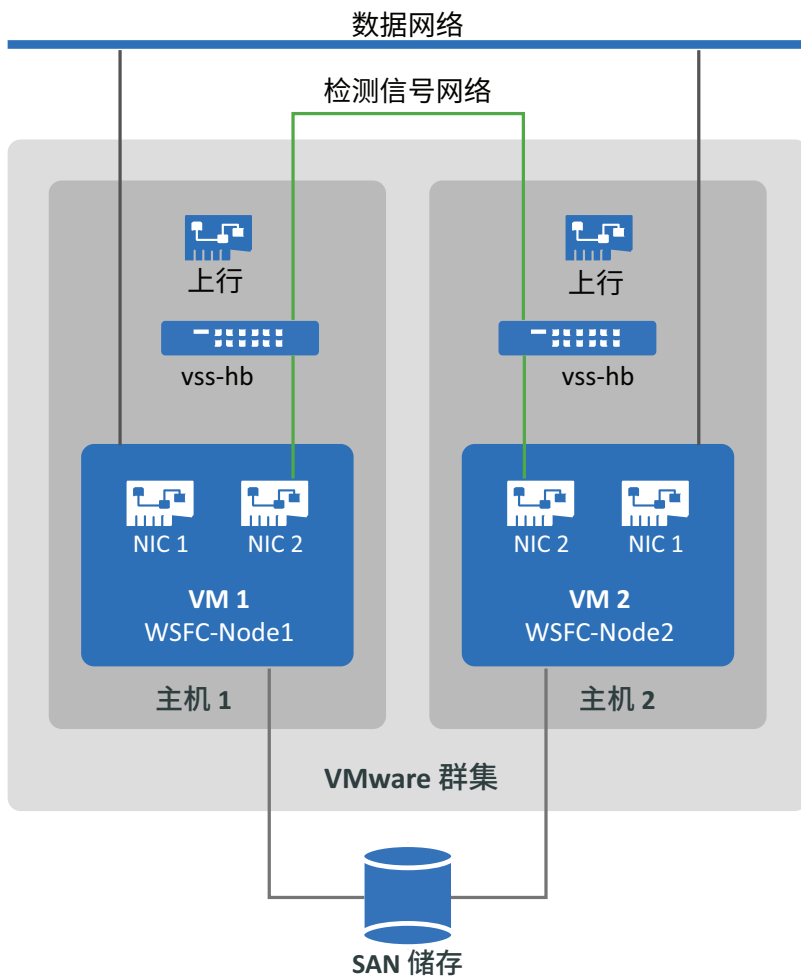 数据网络
检测信号网络
上行
上行
vss-hb
vss-hb
NIC 1
NIC 2
NIC 2
NIC 1
VM 1
WSFC-Node1
VM 2
WSFC-Node2
主机 1
主机 2
VMware 群集
SAN 储存